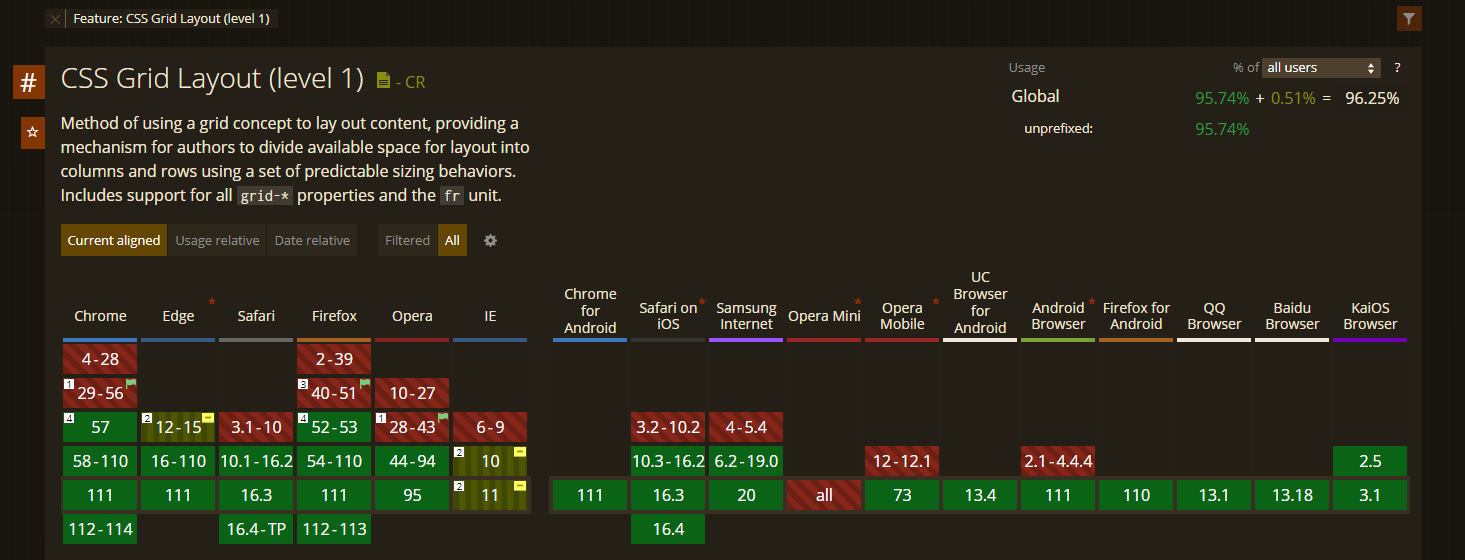 Feature: CSS Grid Layout (level 1)
#
CSS Grid Layout (level 1)
- CR
Usage
% of
all users
?
Global
95.74% + 0.51% = 96.25%
unprefixed:
95.74%
Method of using a grid concept to lay out content, providing a
mechanism for authors to divide available space for layout into
columns and rows using a set of predictable sizing behaviors.
Includes support for all grid-* properties and the fr unit.
Current aligned
Usage relative
Date relative
Filtered
All
Chrome
Edge
*
Safari
Firefox
Opera
IE
Chrome
for
Android
Safari on
iOS
*
Samsung
Internet
Opera Mini
*
Opera
Mobile
*
UC
Browser
for
Android
Android
Browser
*
Firefox for
Android
QQ
Browser
Baidu
Browser
KaiOS
Browser
4-28
2-39
1
29-56
3
40-51
10-27
4
57
2
12-15
3.1-10
4
52-53
1
28-43
6-9
3.2-10.2
4-5.4
58-110
16-110
10.1-16.2
54-110
44-94
2
10
10.3-16.2
6.2-19.0
12-12.1
2.1-4.4.4
2.5
111
111
16.3
111
95
2
11
111
16.3
20
all
73
13.4
111
110
13.1
13.18
3.1
112-114
16.4-TP
112-113
16.4